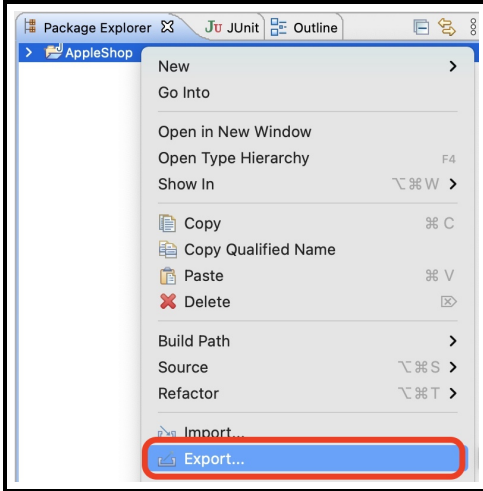 Package Explorer JU JUnit Outline
AppleShop
New
Go Into
Open in New Window
Open Type Hierarchy F4
Show In ⌥⌘W
Copy ⌘C
Copy Qualified Name
Paste ⌘V
Delete ⌦
Build Path
Source ⌥⌘S
Refactor ⌥⌘T
Import...
Export...